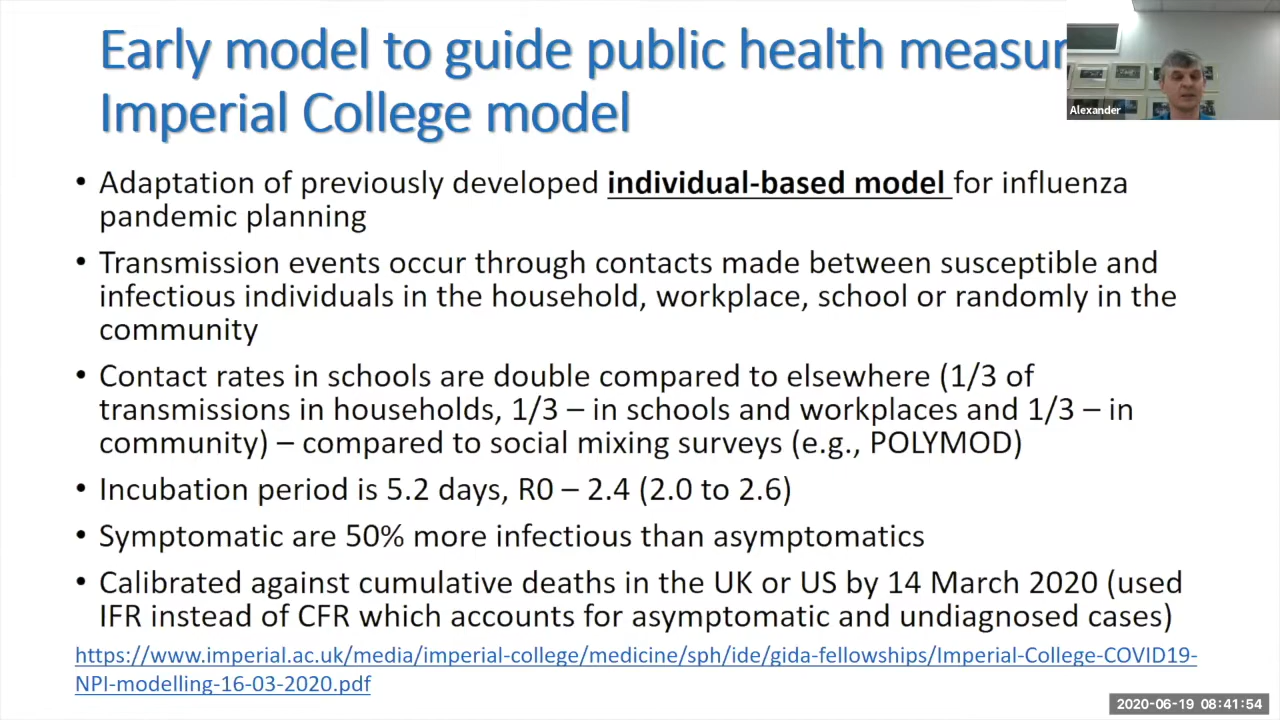 Early model to guide public health measur
Imperial College model
Alexander
• Adaptation of previously developed individual-based model for influenza
pandemic planning
• Transmission events occur through contacts made between susceptible and
infectious individuals in the household, workplace, school or randomly in the
community
• Contact rates in schools are double compared to elsewhere (1/3 of
transmissions in households, 1/3 – in schools and workplaces and 1/3 – in
community) – compared to social mixing surveys (e.g., POLYMOD)
• Incubation period is 5.2 days, R0 – 2.4 (2.0 to 2.6)
• Symptomatic are 50% more infectious than asymptomatics
• Calibrated against cumulative deaths in the UK or US by 14 March 2020 (used
IFR instead of CFR which accounts for asymptomatic and undiagnosed cases)
https://www.imperial.ac.uk/media/imperial-college/medicine/sph/ide/gida-fellowships/Imperial-College-COVID19-
NPI-modelling-16-03-2020.pdf
2020-06-19 08:41:54